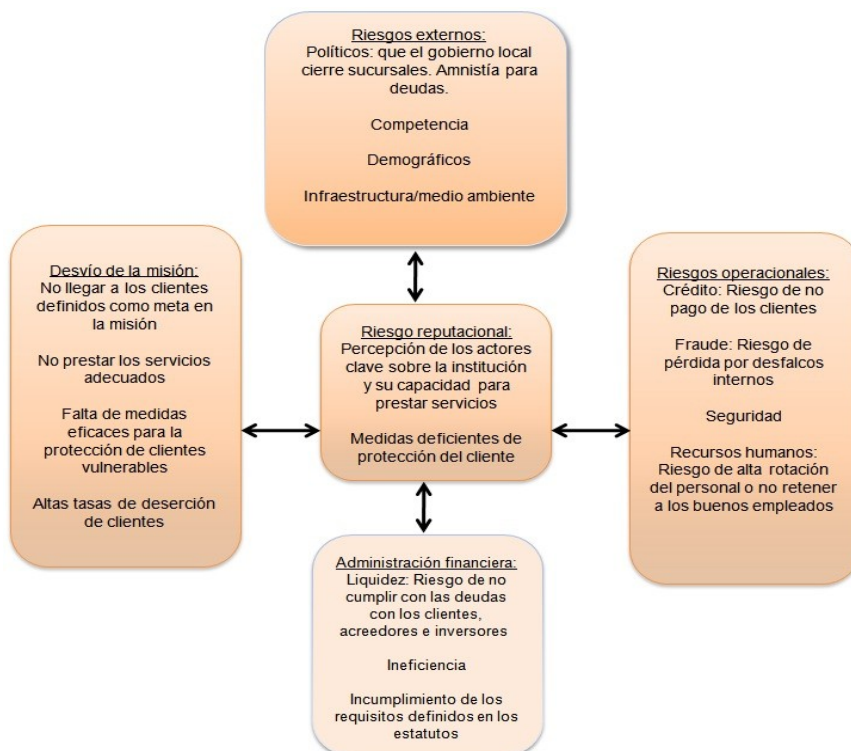 Riesgos externos:
Políticos: que el gobierno local
cierre sucursales. Amnistía para
deudas.
Competencia
Demográficos
Infraestructura/medio ambiente
Desvío de la misión:
No llegar a los clientes
definidos como meta en
la misión
No prestar los servicios
adecuados
Falta de medidas
eficaces para la
protección de clientes
vulnerables
Altas tasas de deserción
de clientes
Riesgo reputacional:
Percepción de los actores
clave sobre la institución
y su capacidad para
prestar servicios
Medidas deficientes de
protección del cliente
Riesgos operacionales:
Crédito: Riesgo de no
pago de los clientes
Fraude: Riesgo de
pérdida por desfalcos
internos
Seguridad
Recursos humanos:
Riesgo de alta rotación
del personal o no retener
a los buenos empleados
Administración financiera:
Liquidez: Riesgo de no
cumplir con las deudas
con los clientes,
acreedores e inversores
Ineficiencia
Incumplimiento de los
requisitos definidos en los
estatutos